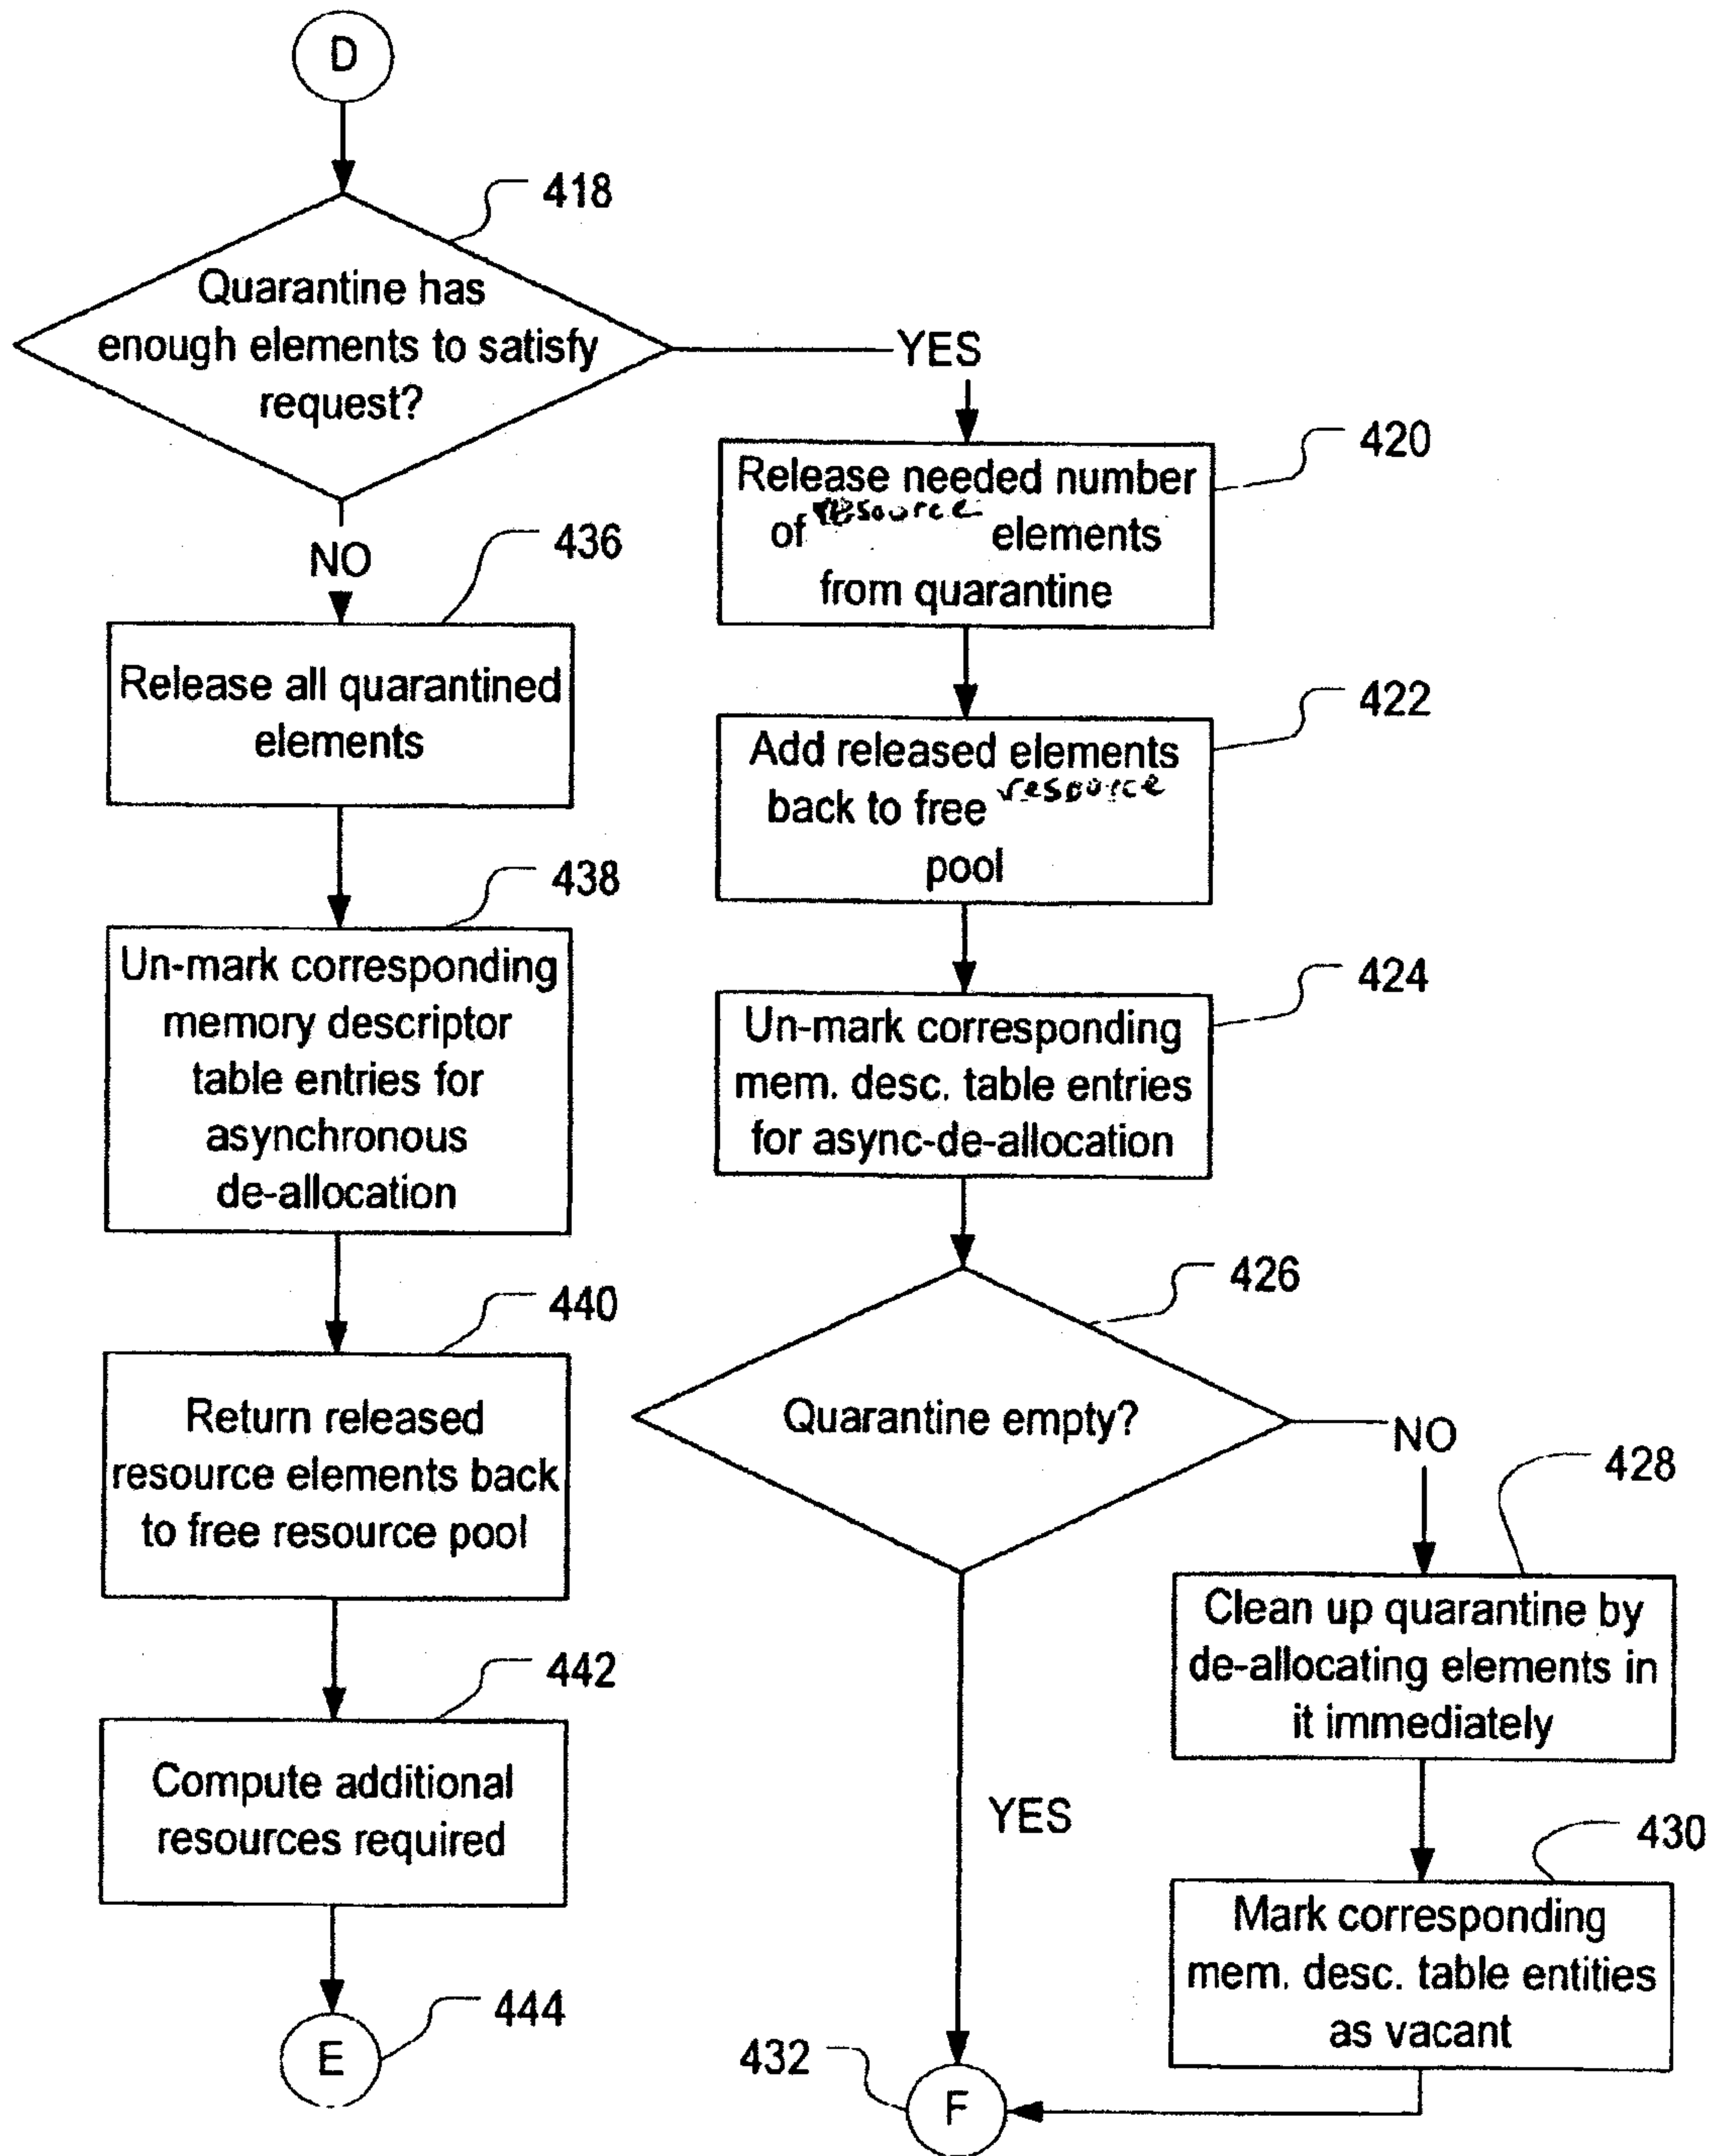 D
418
Quarantine has
enough elements to satisfy
request?
YES
NO
420
Release needed number
of resource elements
from quarantine
422
Add released elements
back to free resource
pool
424
Un-mark corresponding
mem. desc. table entries
for async-de-allocation
426
Quarantine empty?
NO
YES
428
Clean up quarantine by
de-allocating elements in
it immediately
430
Mark corresponding
mem. desc. table entities
as vacant
432
F
436
Release all quarantined
elements
438
Un-mark corresponding
memory descriptor
table entries for
asynchronous
de-allocation
440
Return released
resource elements back
to free resource pool
442
Compute additional
resources required
444
E